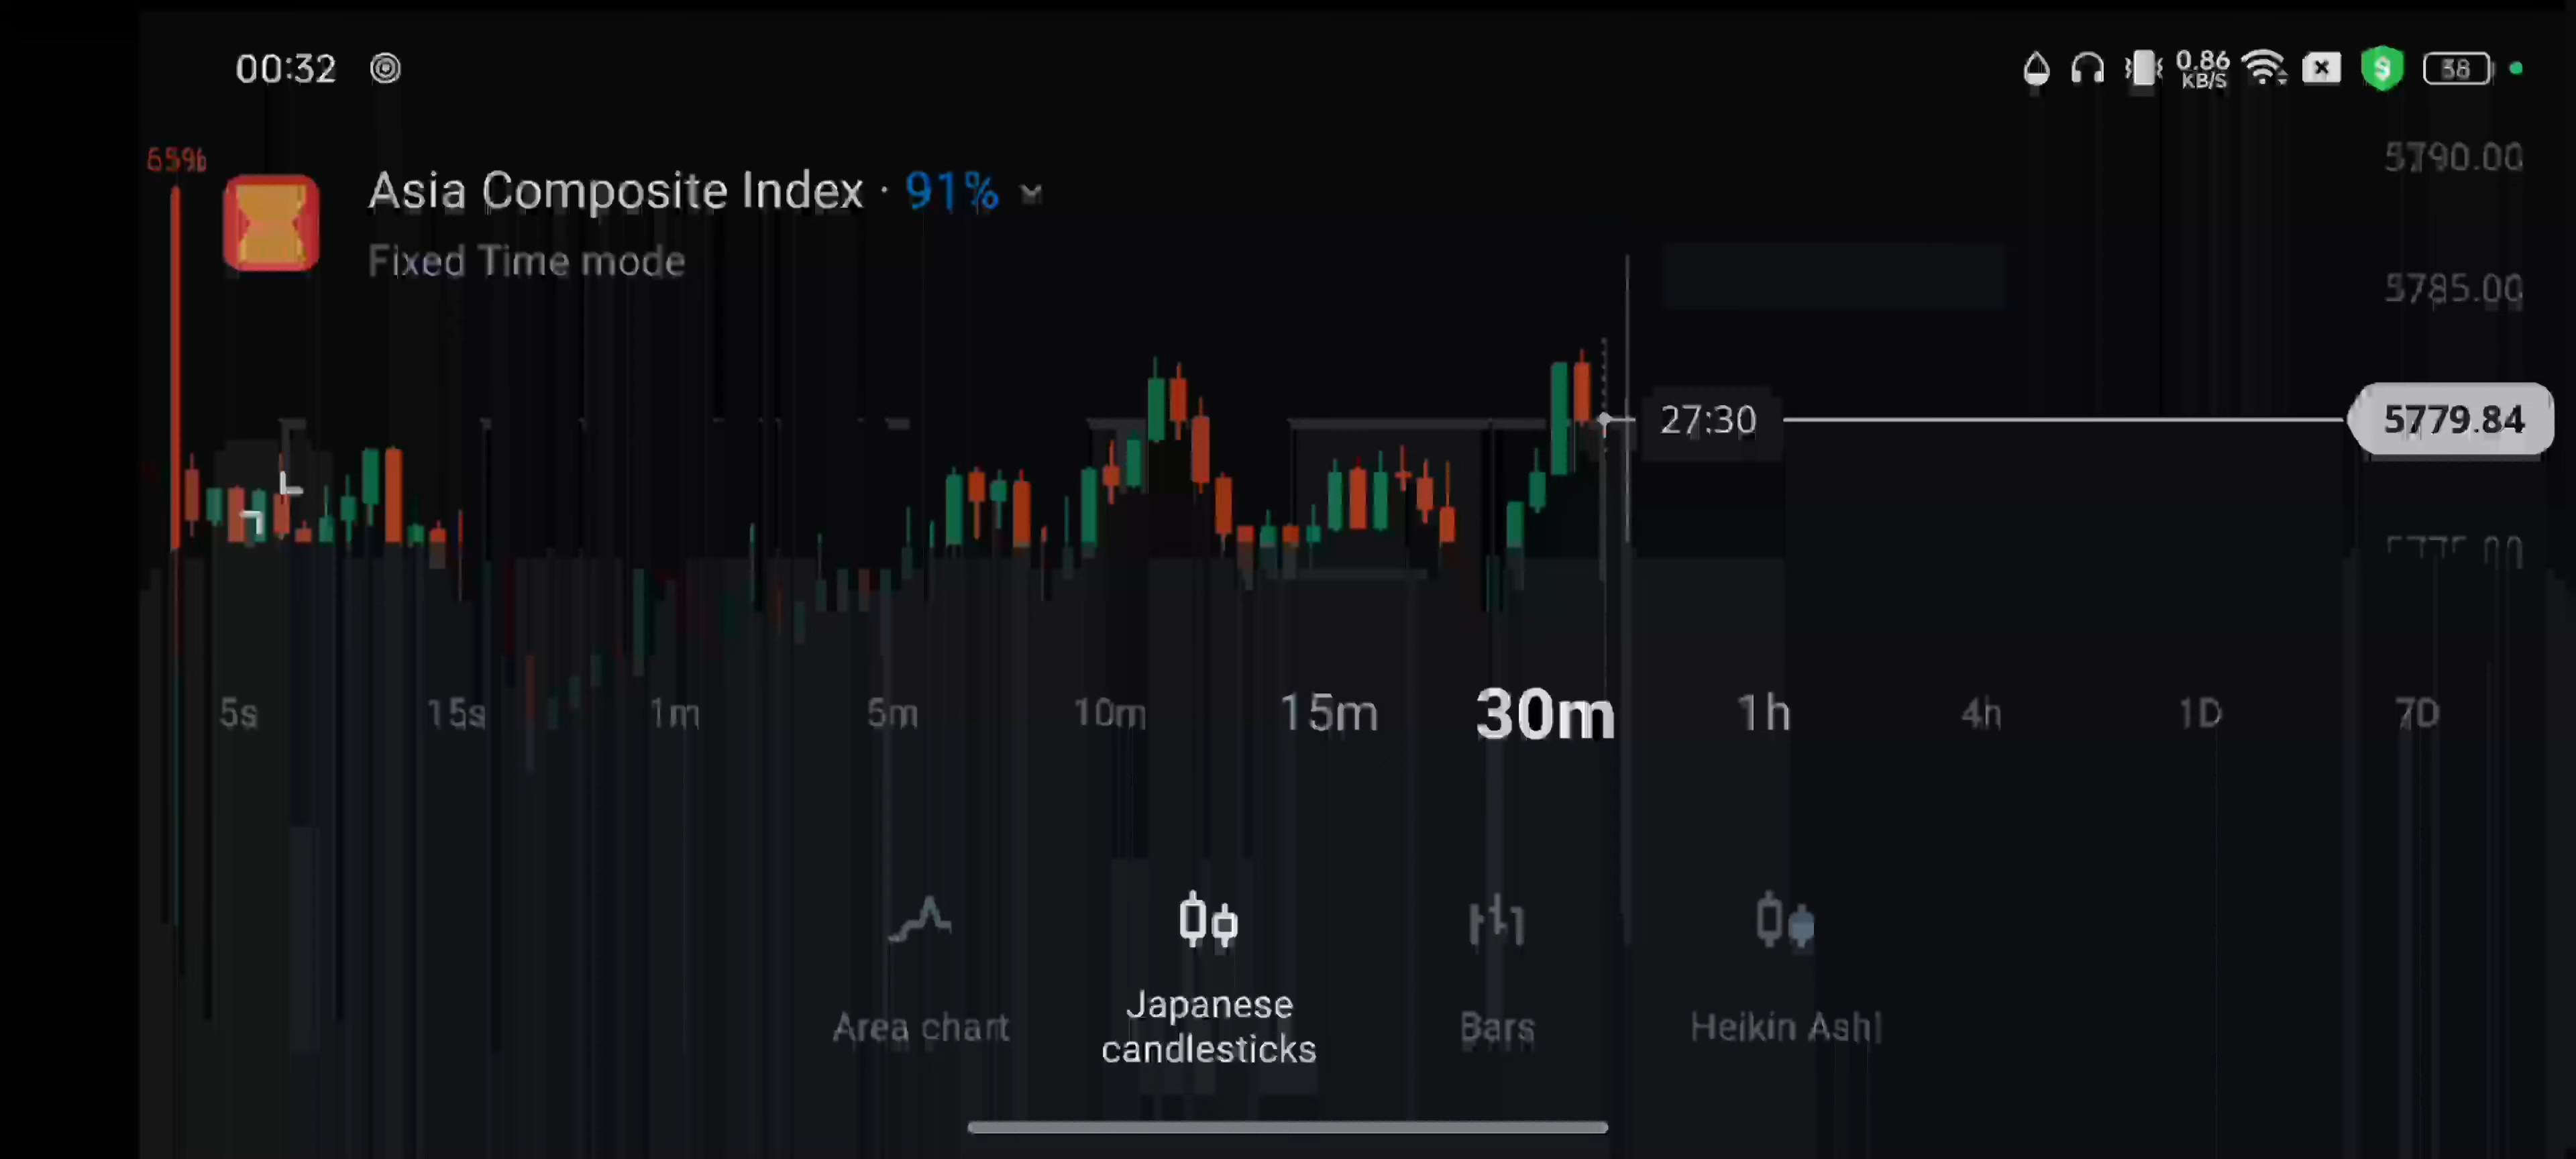 00:32
0.86
KB/S
58
65%
Asia Composite Index · 91%
Fixed Time mode
5790.00
5785.00
27:30
5779.84
5s
15s
1m
5m
10m
15m
30m
1h
4h
1D
7D
Area chart
Japanese
candlesticks
Bars
Heikin Ashi